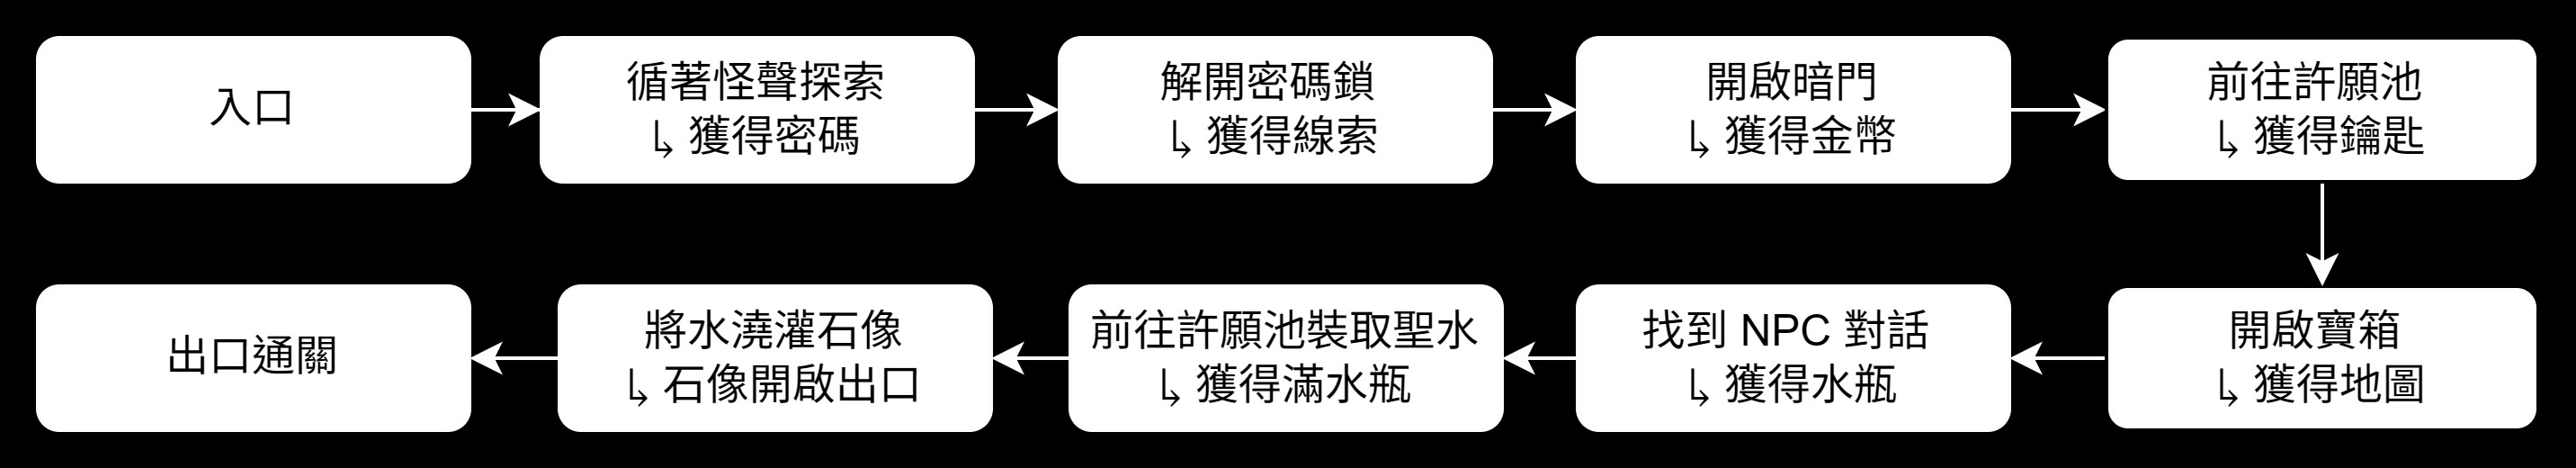 入口
循著怪聲探索
↳ 獲得密碼
解開密碼鎖
↳ 獲得線索
開啟暗門
↳ 獲得金幣
前往許願池
↳ 獲得鑰匙
開啟寶箱
↳ 獲得地圖
找到 NPC 對話
↳ 獲得水瓶
前往許願池裝取聖水
↳ 獲得滿水瓶
將水澆灌石像
↳ 石像開啟出口
出口通關